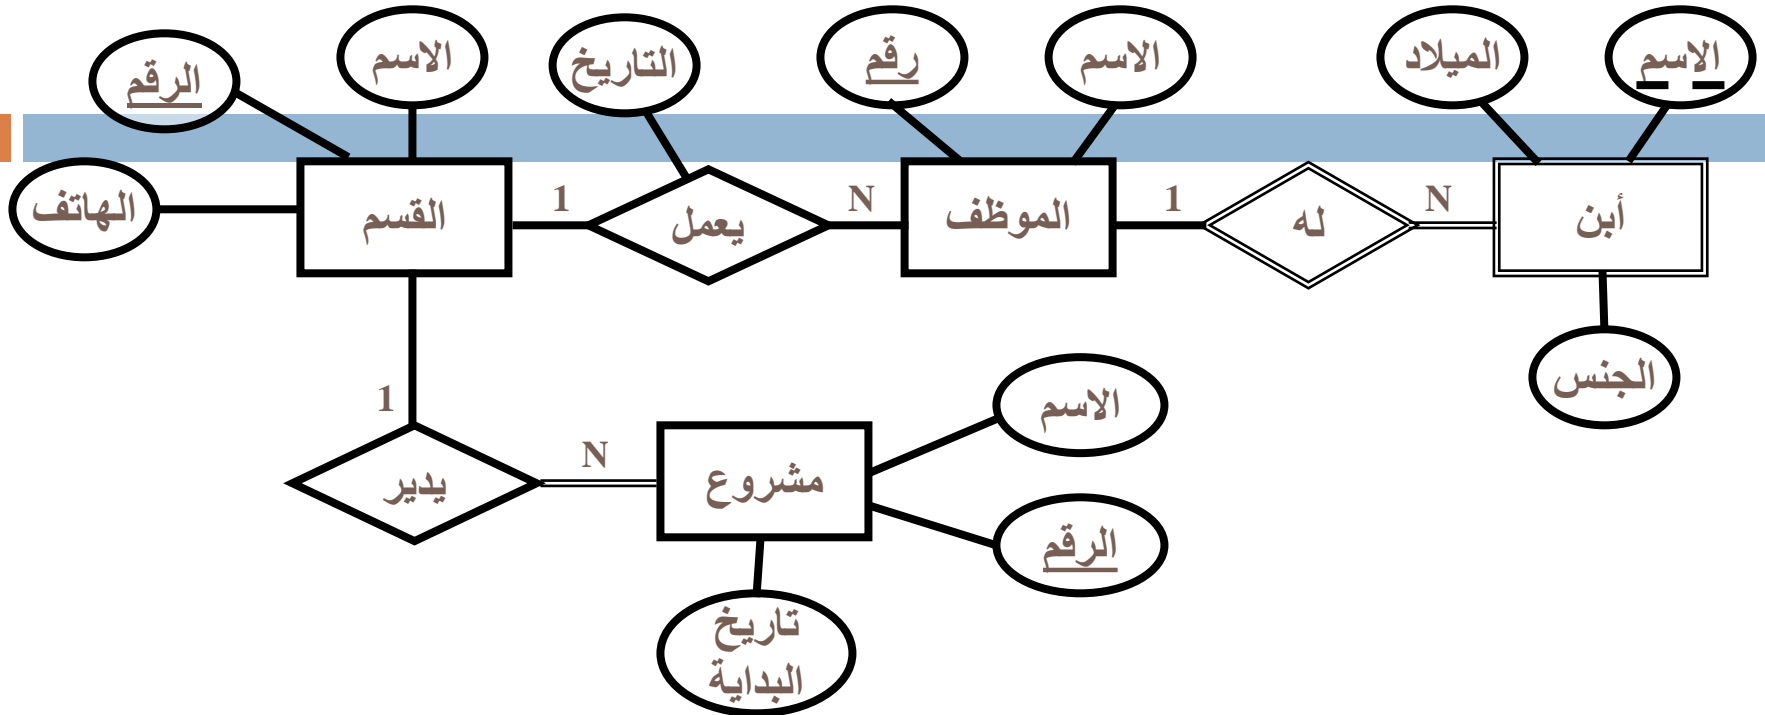 الاسم
الميلاد
الاسم
رقم
التاريخ
الاسم
الرقم
أبن
N
له
1
الموظف
N
يعمل
1
القسم
الهاتف
الجنس
1
الاسم
يدير
N
مشروع
الرقم
تاريخ
البداية